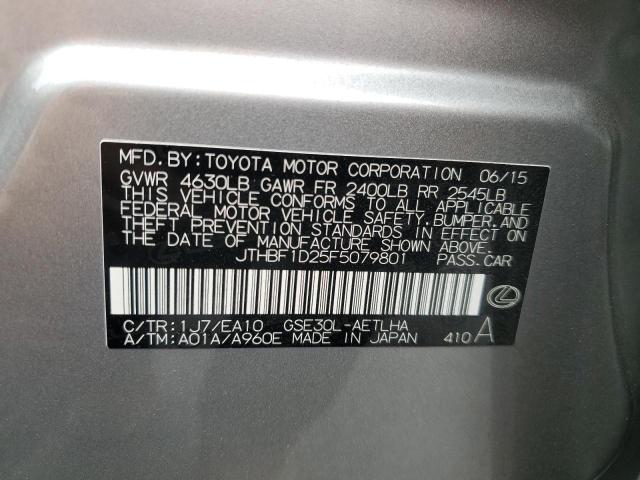 MFD. BY: TOYOTA MOTOR CORPORATION 06/15
GVWR 4630LB GAWR FR 2400LB RR 2545LB
THIS VEHICLE CONFORMS TO ALL APPLICABLE
FEDERAL MOTOR VEHICLE SAFETY, BUMPER, AND
THEFT PREVENTION STANDARDS IN EFFECT ON
THE DATE OF MANUFACTURE SHOWN ABOVE.
JTHBF1D25F5079801 PASS. CAR
C/TR: 1J7/EA10 GSE30L-AETLHA
A/TM: A01A/A960E MADE IN JAPAN 410 A